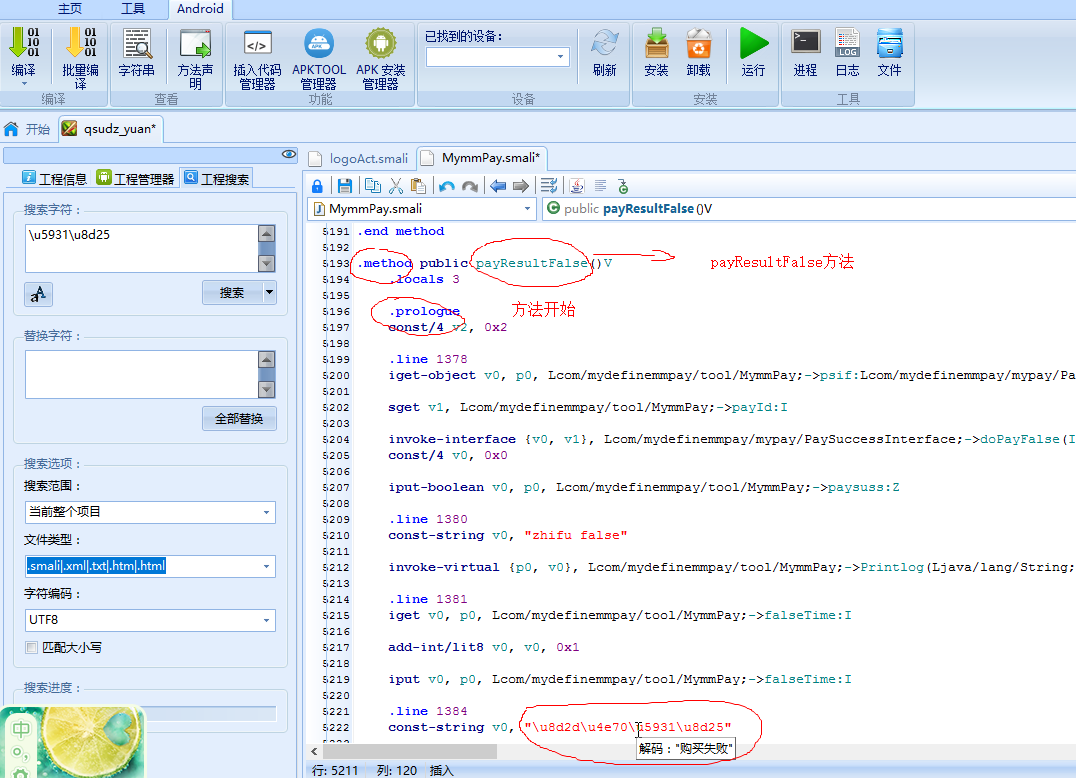 主页 工具 Android
编译 批量编译 字符串 方法声明 插入代码管理器 APKTOOL管理器 APK 安装管理器 已找到的设备: 刷新 安装 卸载 运行 进程 日志 文件
编译 查看 功能 设备 安装 工具
开始 qsudz_yuan*
logoAct.smali MymmPay.smali*
工程信息 工程管理器 工程搜索
MymmPay.smali public payResultFalse()V
搜索字符:
\u5931\u8d25
搜索
替换字符:
全部替换
搜索选项:
搜索范围:
当前整个项目
文件类型:
.smali|.xml|.txt|.htm|.html
字符编码:
UTF8
匹配大小写
搜索进度:
中
5191 .end method
5192
5193 .method public payResultFalse()V
payResultFalse方法
5194 .locals 3
5195
5196 .prologue
方法开始
5197 const/4 v2, 0x2
5198
5199 .line 1378
5200 iget-object v0, p0, Lcom/mydefinemmpay/tool/MymmPay;->psif:Lcom/mydefinemmpay/mypay/Pa
5201
5202 sget v1, Lcom/mydefinemmpay/tool/MymmPay;->payId:I
5203
5204 invoke-interface {v0, v1}, Lcom/mydefinemmpay/mypay/PaySuccessInterface;->doPayFalse(I
5205 const/4 v0, 0x0
5206
5207 iput-boolean v0, p0, Lcom/mydefinemmpay/tool/MymmPay;->paysuss:Z
5208
5209 .line 1380
5210 const-string v0, "zhifu false"
5211
5212 invoke-virtual {p0, v0}, Lcom/mydefinemmpay/tool/MymmPay;->Printlog(Ljava/lang/String;
5213
5214 .line 1381
5215 iget v0, p0, Lcom/mydefinemmpay/tool/MymmPay;->falseTime:I
5216
5217 add-int/lit8 v0, v0, 0x1
5218
5219 iput v0, p0, Lcom/mydefinemmpay/tool/MymmPay;->falseTime:I
5220
5221 .line 1384
5222 const-string v0, "\u8d2d\u4e70\u5931\u8d25"
解码:"购买失败"
行: 5211 列: 120 插入